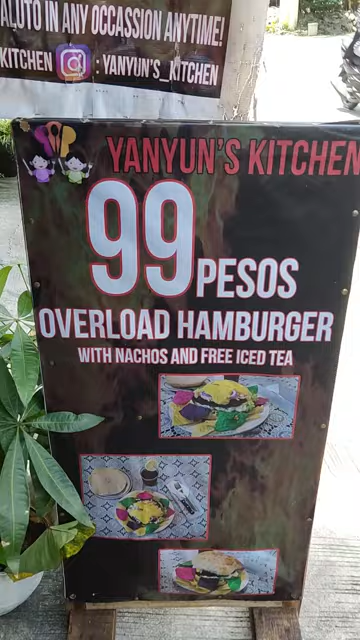 ALUTO IN ANY OCCASSION ANYTIME!
KITCHEN : YANYUN'S_KITCHEN
YANYUN'S KITCHEN
99 PESOS
OVERLOAD HAMBURGER
WITH NACHOS AND FREE ICED TEA